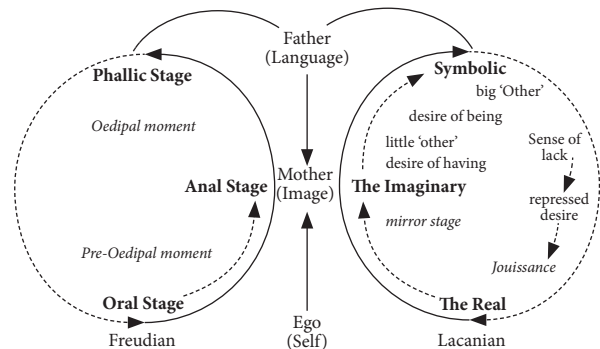 Father
(Language)
Phallic Stage
Symbolic
big ‘Other’
Oedipal moment
desire of being
little ‘other’
desire of having
Sense of
lack
Anal Stage
Mother
(Image)
The Imaginary
repressed
desire
mirror stage
Pre-Oedipal moment
Jouissance
Oral Stage
The Real
Freudian
Ego
(Self)
Lacanian